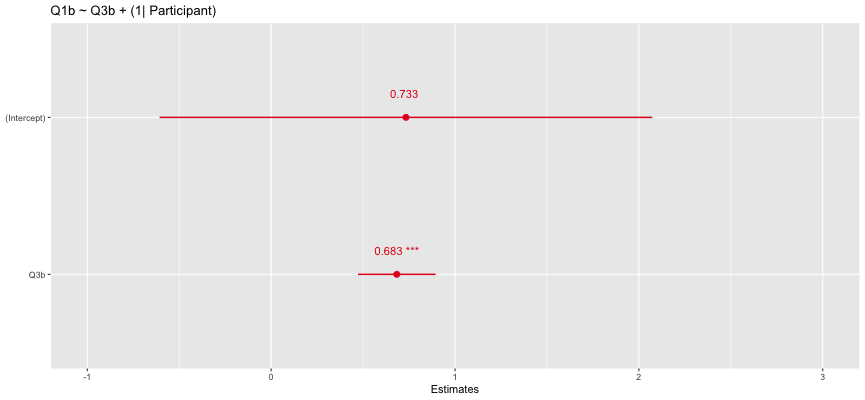 Q1b ~ Q3b + (1| Participant)
0.733
(Intercept)
0.683 ***
Q3b
-1 0 1 2 3
Estimates